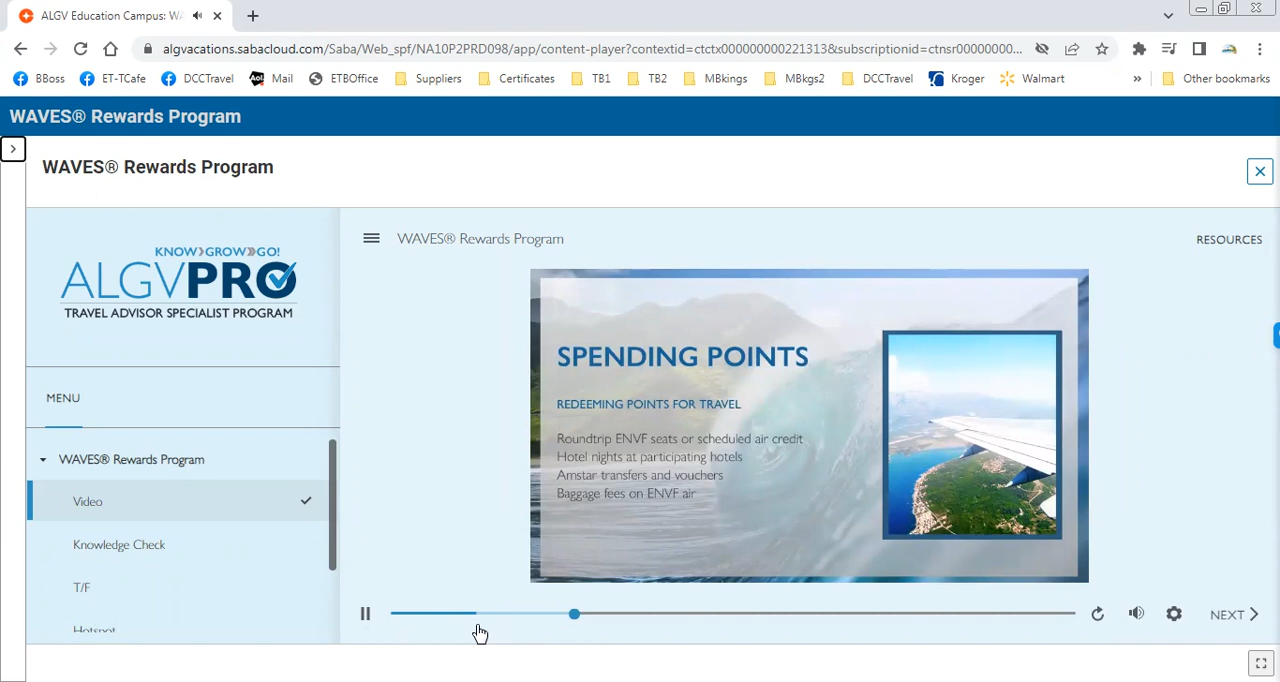 ALGV Education Campus: WA
algvacations.sabacloud.com/Saba/Web_spf/NA10P2PRD098/app/content-player?contextid=ctctx000000000221313&subscriptionid=ctnsr00000000...
BBoss ET-TCafe DCCTravel Aol. Mail ETBOffice Suppliers Certificates TB1 TB2 MBkings MBkgs2 DCCTravel Kroger Walmart » Other bookmarks
WAVES® Rewards Program
WAVES® Rewards Program
KNOW»GROW»GO!
ALGVPRO
TRAVEL ADVISOR SPECIALIST PROGRAM
MENU
WAVES® Rewards Program
Video
Knowledge Check
T/F
Hotspot
WAVES® Rewards Program
RESOURCES
SPENDING POINTS
REDEEMING POINTS FOR TRAVEL
Roundtrip ENVF seats or scheduled air credit
Hotel nights at participating hotels
Amstar transfers and vouchers
Baggage fees on ENVF air
NEXT